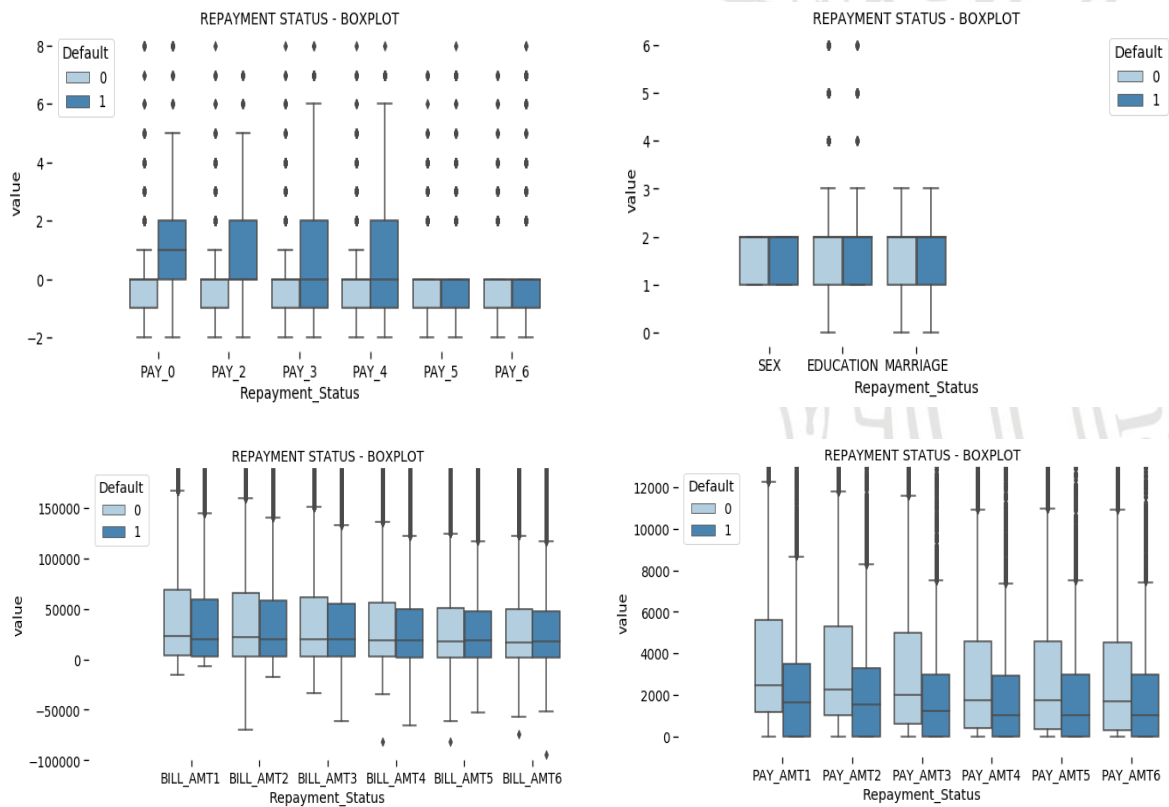 REPAYMENT STATUS - BOXPLOT
Default
0
1
8
6
4
2
0
−2
value
PAY_0 PAY_2 PAY_3 PAY_4 PAY_5 PAY_6
Repayment_Status
REPAYMENT STATUS - BOXPLOT
Default
0
1
6
5
4
3
2
1
0
value
SEX EDUCATION MARRIAGE
Repayment_Status
REPAYMENT STATUS - BOXPLOT
Default
0
1
150000
100000
50000
0
−50000
−100000
value
BILL_AMT1 BILL_AMT2 BILL_AMT3 BILL_AMT4 BILL_AMT5 BILL_AMT6
Repayment_Status
REPAYMENT STATUS - BOXPLOT
Default
0
1
12000
10000
8000
6000
4000
2000
0
value
PAY_AMT1 PAY_AMT2 PAY_AMT3 PAY_AMT4 PAY_AMT5 PAY_AMT6
Repayment_Status